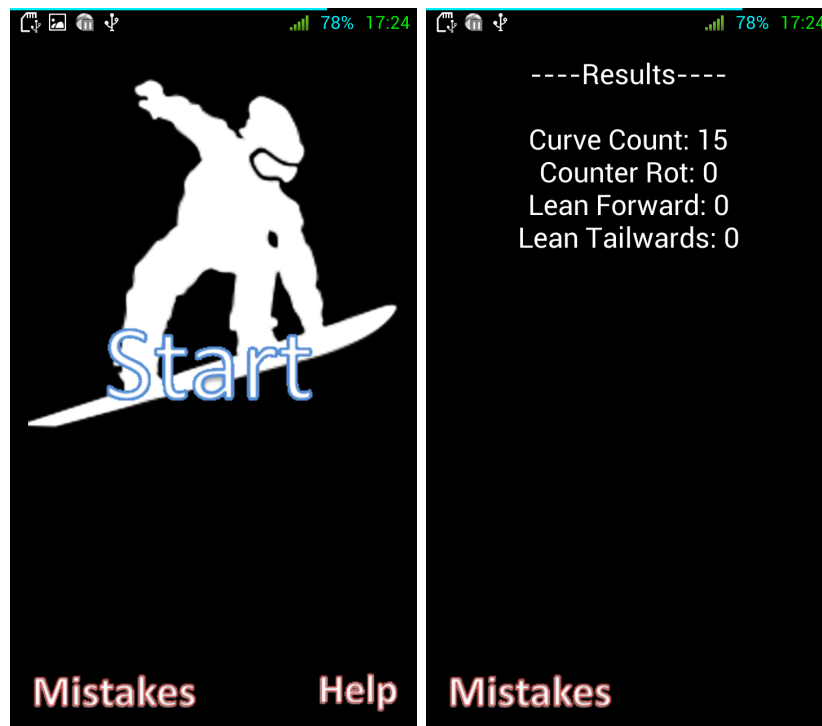 78% 17:24
Start
Mistakes Help
78% 17:24
----Results----
Curve Count: 15
Counter Rot: 0
Lean Forward: 0
Lean Tailwards: 0
Mistakes